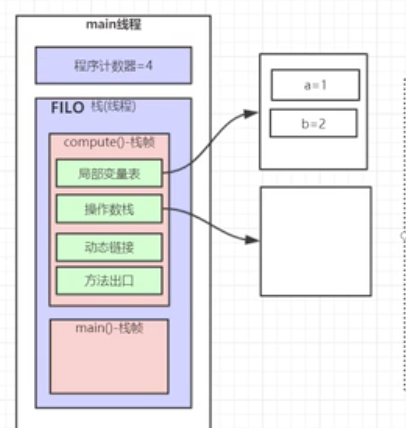 main线程
程序计数器=4
FILO 栈(线程)
compute()-栈帧
局部变量表
操作数栈
动态链接
方法出口
main()-栈帧
a=1
b=2